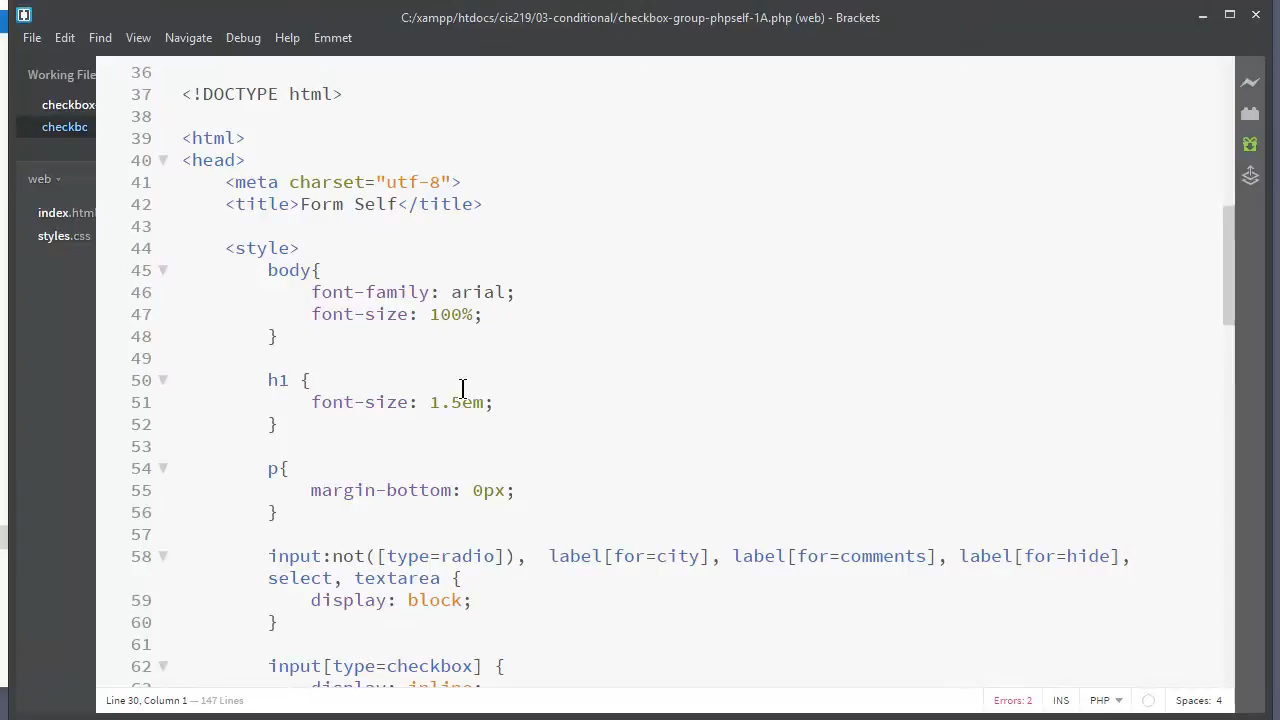 C:/xampp/htdocs/cis219/03-conditional/checkbox-group-phpself-1A.php (web) - Brackets
File Edit Find View Navigate Debug Help Emmet
Working File
checkbox
checkbc
web
index.html
styles.css
36
37 <!DOCTYPE html>
38
39 <html>
40 <head>
41 <meta charset="utf-8">
42 <title>Form Self</title>
43
44 <style>
45 body{
46 font-family: arial;
47 font-size: 100%;
48 }
49
50 h1 {
51 font-size: 1.5em;
52 }
53
54 p{
55 margin-bottom: 0px;
56 }
57
58 input:not([type=radio]),  label[for=city], label[for=comments], label[for=hide],
select, textarea {
59 display: block;
60 }
61
62 input[type=checkbox] {
63 display: inline;
Line 30, Column 1 — 147 Lines
Errors: 2 INS PHP Spaces: 4